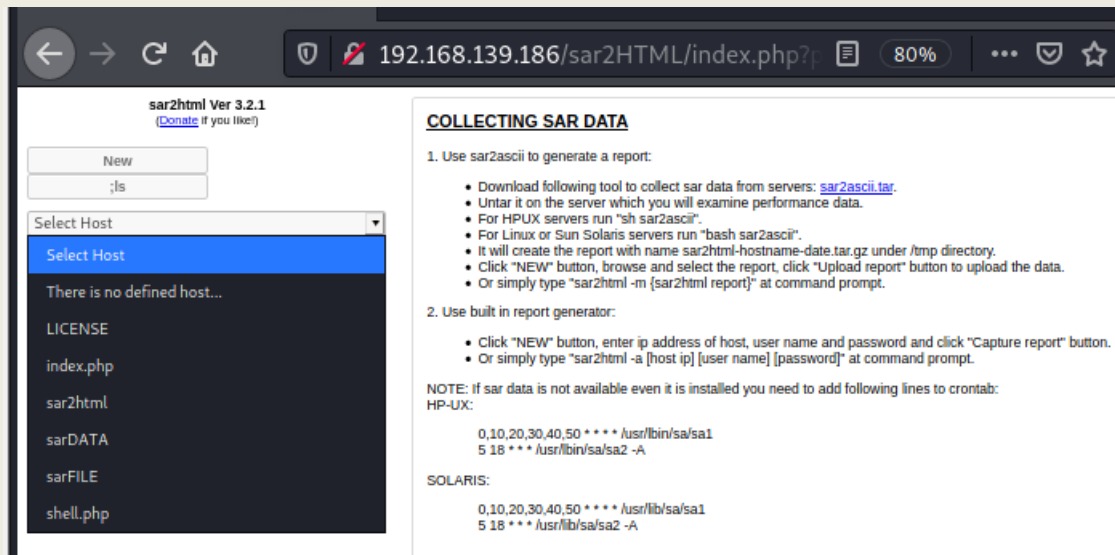 192.168.139.186/sar2HTML/index.php?p
80%
sar2html Ver 3.2.1
(Donate if you like!)
New
;ls
Select Host
Select Host
There is no defined host...
LICENSE
index.php
sar2html
sarDATA
sarFILE
shell.php
COLLECTING SAR DATA
1. Use sar2ascii to generate a report:
• Download following tool to collect sar data from servers: sar2ascii.tar.
• Untar it on the server which you will examine performance data.
• For HPUX servers run "sh sar2ascii".
• For Linux or Sun Solaris servers run "bash sar2ascii".
• It will create the report with name sar2html-hostname-date.tar.gz under /tmp directory.
• Click "NEW" button, browse and select the report, click "Upload report" button to upload the data.
• Or simply type "sar2html -m {sar2html report}" at command prompt.
2. Use built in report generator:
• Click "NEW" button, enter ip address of host, user name and password and click "Capture report" button.
• Or simply type "sar2html -a [host ip] [user name] [password]" at command prompt.
NOTE: If sar data is not available even it is installed you need to add following lines to crontab:
HP-UX:
0,10,20,30,40,50 * * * * /usr/lbin/sa/sa1
5 18 * * * /usr/lbin/sa/sa2 -A
SOLARIS:
0,10,20,30,40,50 * * * * /usr/lib/sa/sa1
5 18 * * * /usr/lib/sa/sa2 -A